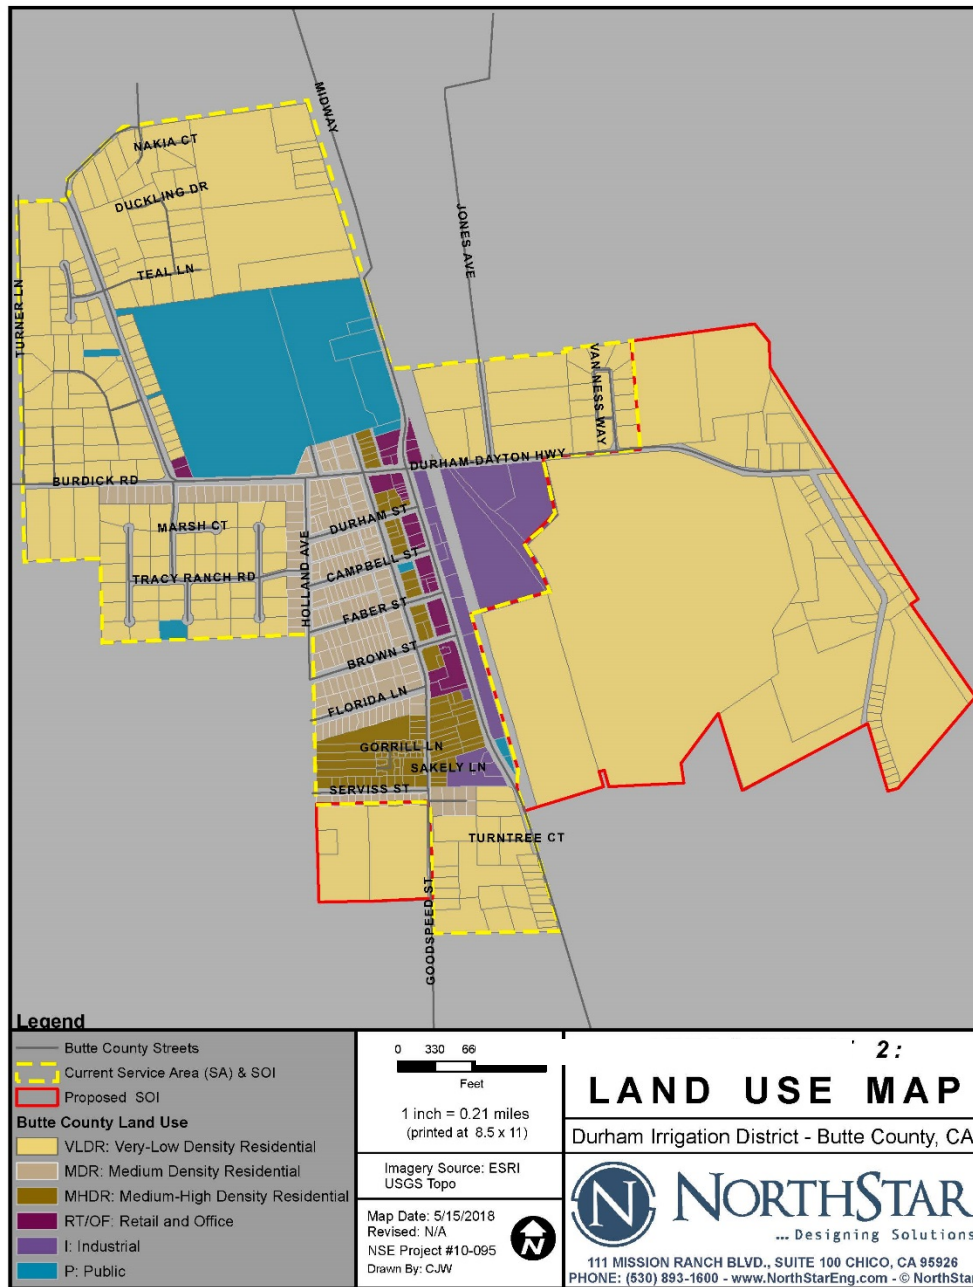 MIDWAY
NAKIA CT
DUCKLING DR
JONES AVE
TEAL LN
TURNER LN
VAN NESS WAY
DURHAM-DAYTON HWY
BURDICK RD
MARSH CT
DURHAM ST
HOLLAND AVE
CAMPBELL ST
TRACY RANCH RD
FABER ST
BROWN ST
FLORIDA LN
GORRILL LN
SAKELY LN
SERVISS ST
TURNTREE CT
GOODSPEED ST
Legend
Butte County Streets
Current Service Area (SA) & SOI
Proposed SOI
Butte County Land Use
VLDR: Very-Low Density Residential
MDR: Medium Density Residential
MHDR: Medium-High Density Residential
RT/OF: Retail and Office
I: Industrial
P: Public
0 330 66
Feet
1 inch = 0.21 miles
(printed at 8.5 x 11)
Imagery Source: ESRI
USGS Topo
Map Date: 5/15/2018
Revised: N/A
NSE Project #10-095
Drawn By: CJW
N
2:
LAND USE MAP
Durham Irrigation District - Butte County, CA
N NORTHSTAR
... Designing Solutions
111 MISSION RANCH BLVD., SUITE 100 CHICO, CA 95926
PHONE: (530) 893-1600 - www.NorthStarEng.com - © NorthStar